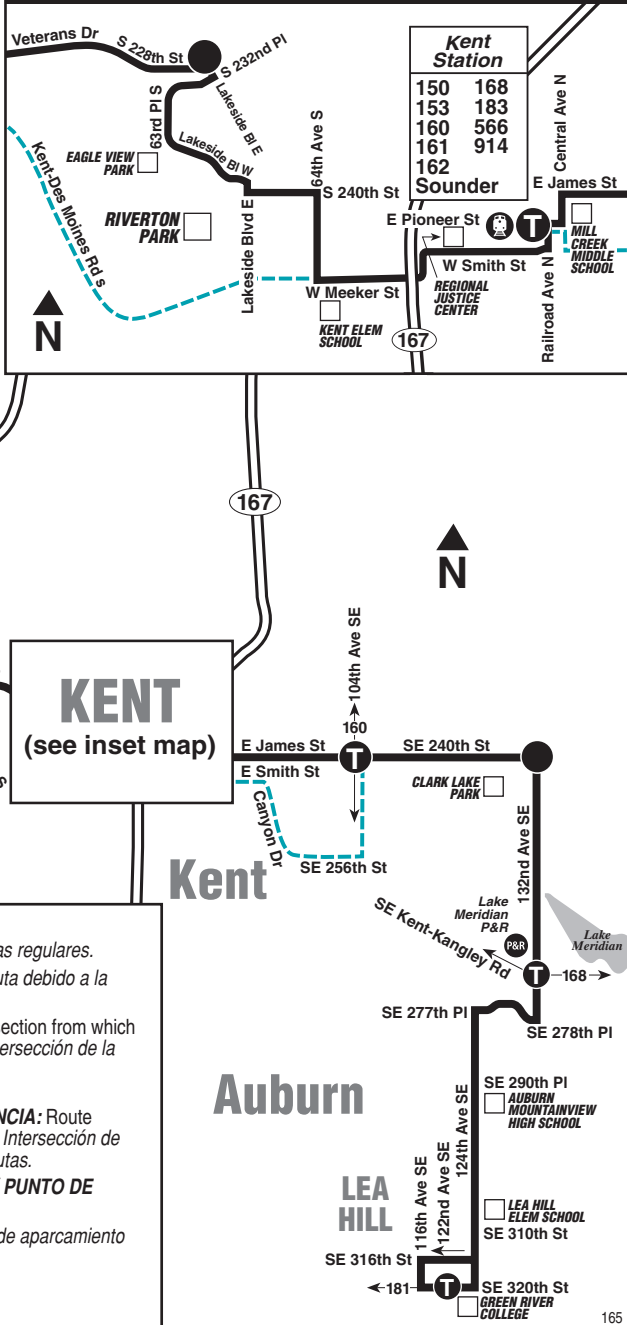 Veterans Dr
S 228th St
S 232nd Pl
Lakeside Bl E
63rd Pl S
Lakeside Bl W
EAGLE VIEW
PARK
Kent-Des Moines Rd s
RIVERTON
PARK
Lakeside Blvd E
64th Ave S
S 240th St
W Meeker St
KENT ELEM
SCHOOL
N
Kent
Station
150 168
153 183
160 566
161 914
162
Sounder
Central Ave N
E James St
E Pioneer St
T
MILL
CREEK
MIDDLE
SCHOOL
W Smith St
REGIONAL
JUSTICE
CENTER
Railroad Ave N
167
167
N
KENT
(see inset map)
104th Ave SE
160
E James St
T
SE 240th St
E Smith St
Canyon Dr
SE 256th St
CLARK LAKE
PARK
Kent
132nd Ave SE
Lake
Meridian
P&R
P&R
SE Kent-Kangley Rd
Lake
Meridian
T
168
SE 277th Pl
SE 278th Pl
Auburn
124th Ave SE
SE 290th Pl
AUBURN
MOUNTAINVIEW
HIGH SCHOOL
LEA
HILL
116th Ave SE
122nd Ave SE
LEA HILL
ELEM SCHOOL
SE 310th St
SE 316th St
181
T
SE 320th St
GREEN RIVER
COLLEGE
as regulares.
uta debido a la
section from which
ersección de la
NCIA: Route
Intersección de
utas.
PUNTO DE
de aparcamiento
165